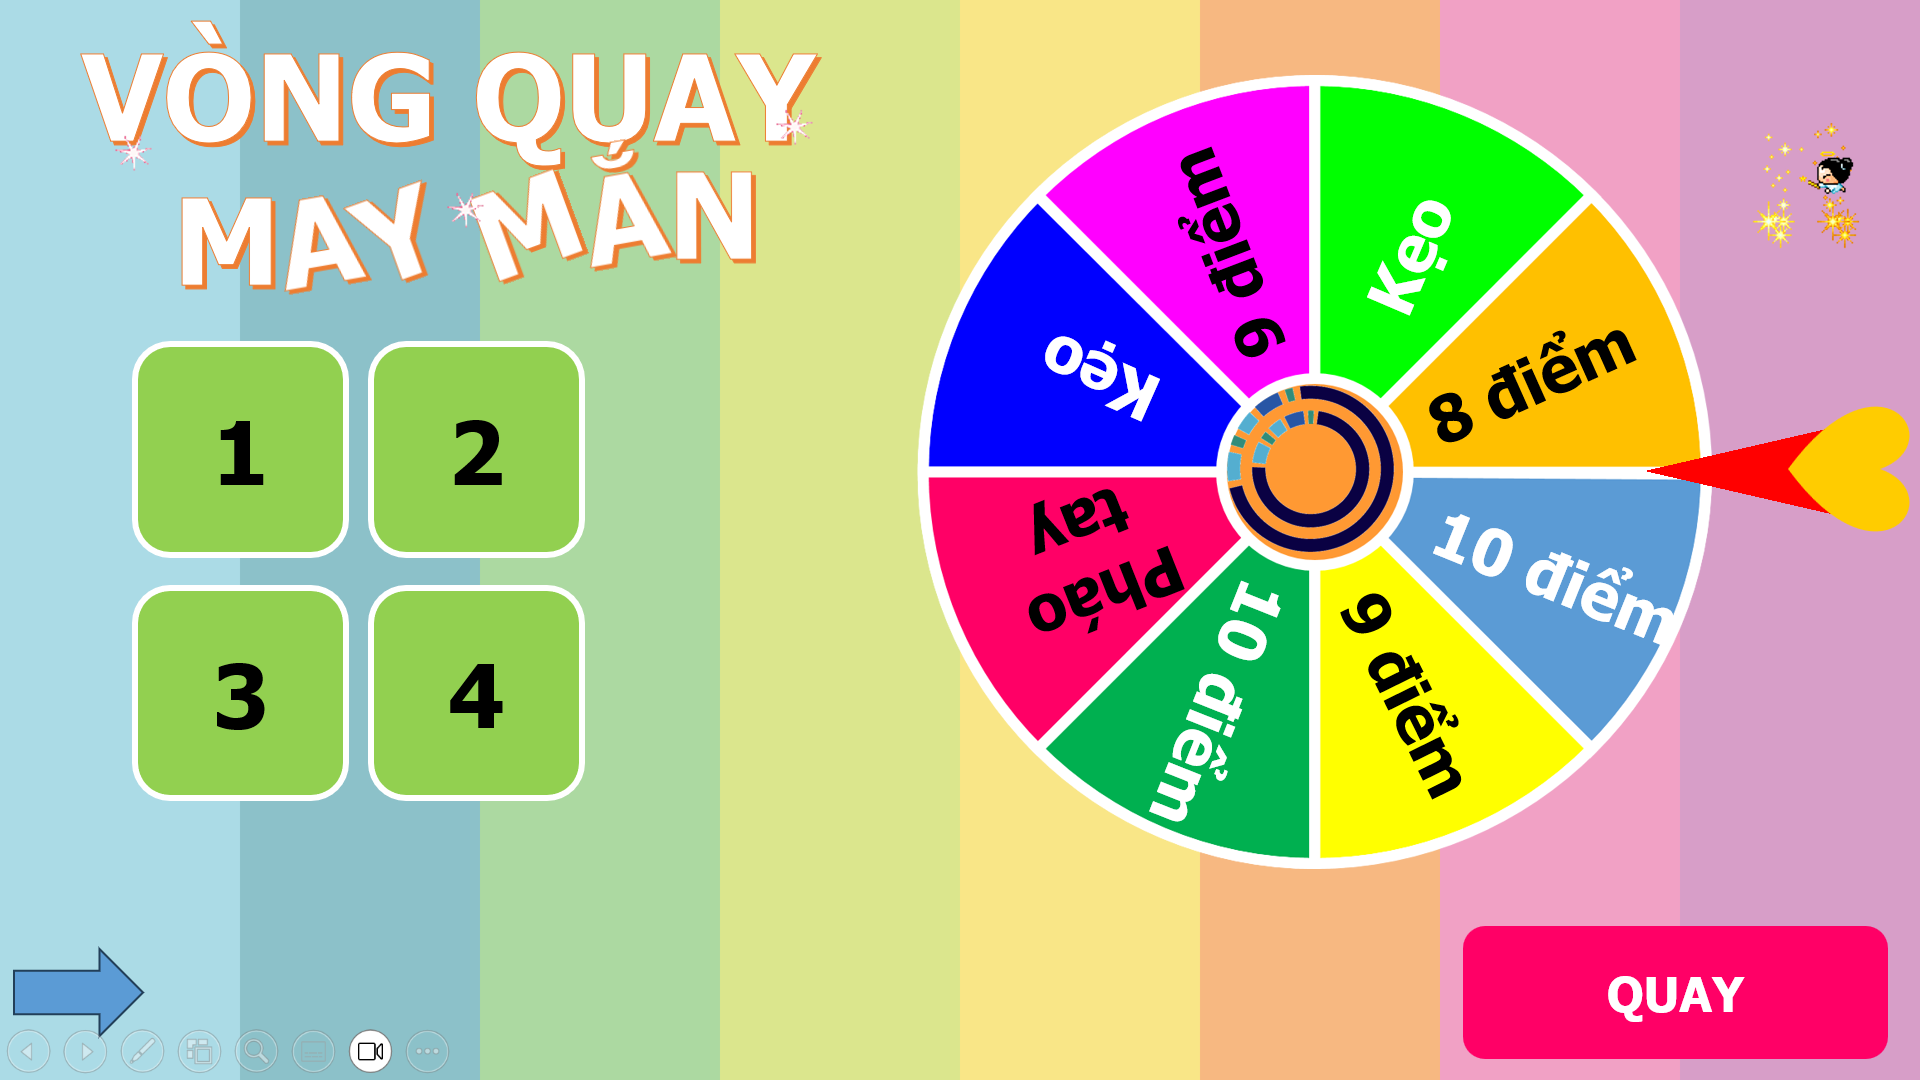 VÒNG QUAY
MAY MẮN
1
2
3
4
Kẹo
8 điểm
10 điểm
9 điểm
10 điểm
Pháo
tay
Kẹo
9 điểm
QUAY